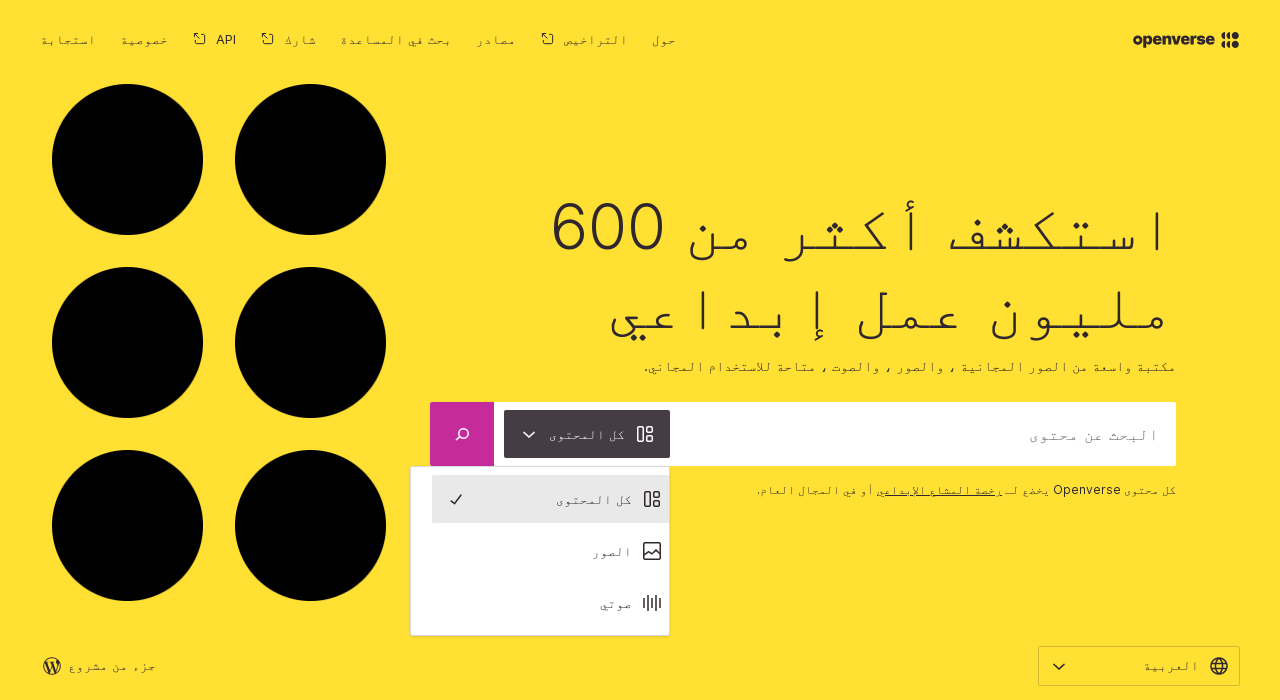 openverse
حول
التراخيص
مصادر
بحث في المساعدة
شارك
API
خصوصية
استجابة
استكشف أكثر من 600
مليون عمل إبداعي
مكتبة واسعة من الصور المجانية ، والصور ، والصوت ، متاحة للاستخدام المجاني.
البحث عن محتوى
كل المحتوى
كل محتوى Openverse يخضع لـ رخصة المشاع الإبداعي أو في المجال العام.
كل المحتوى
الصور
صوتي
العربية
جزء من مشروع